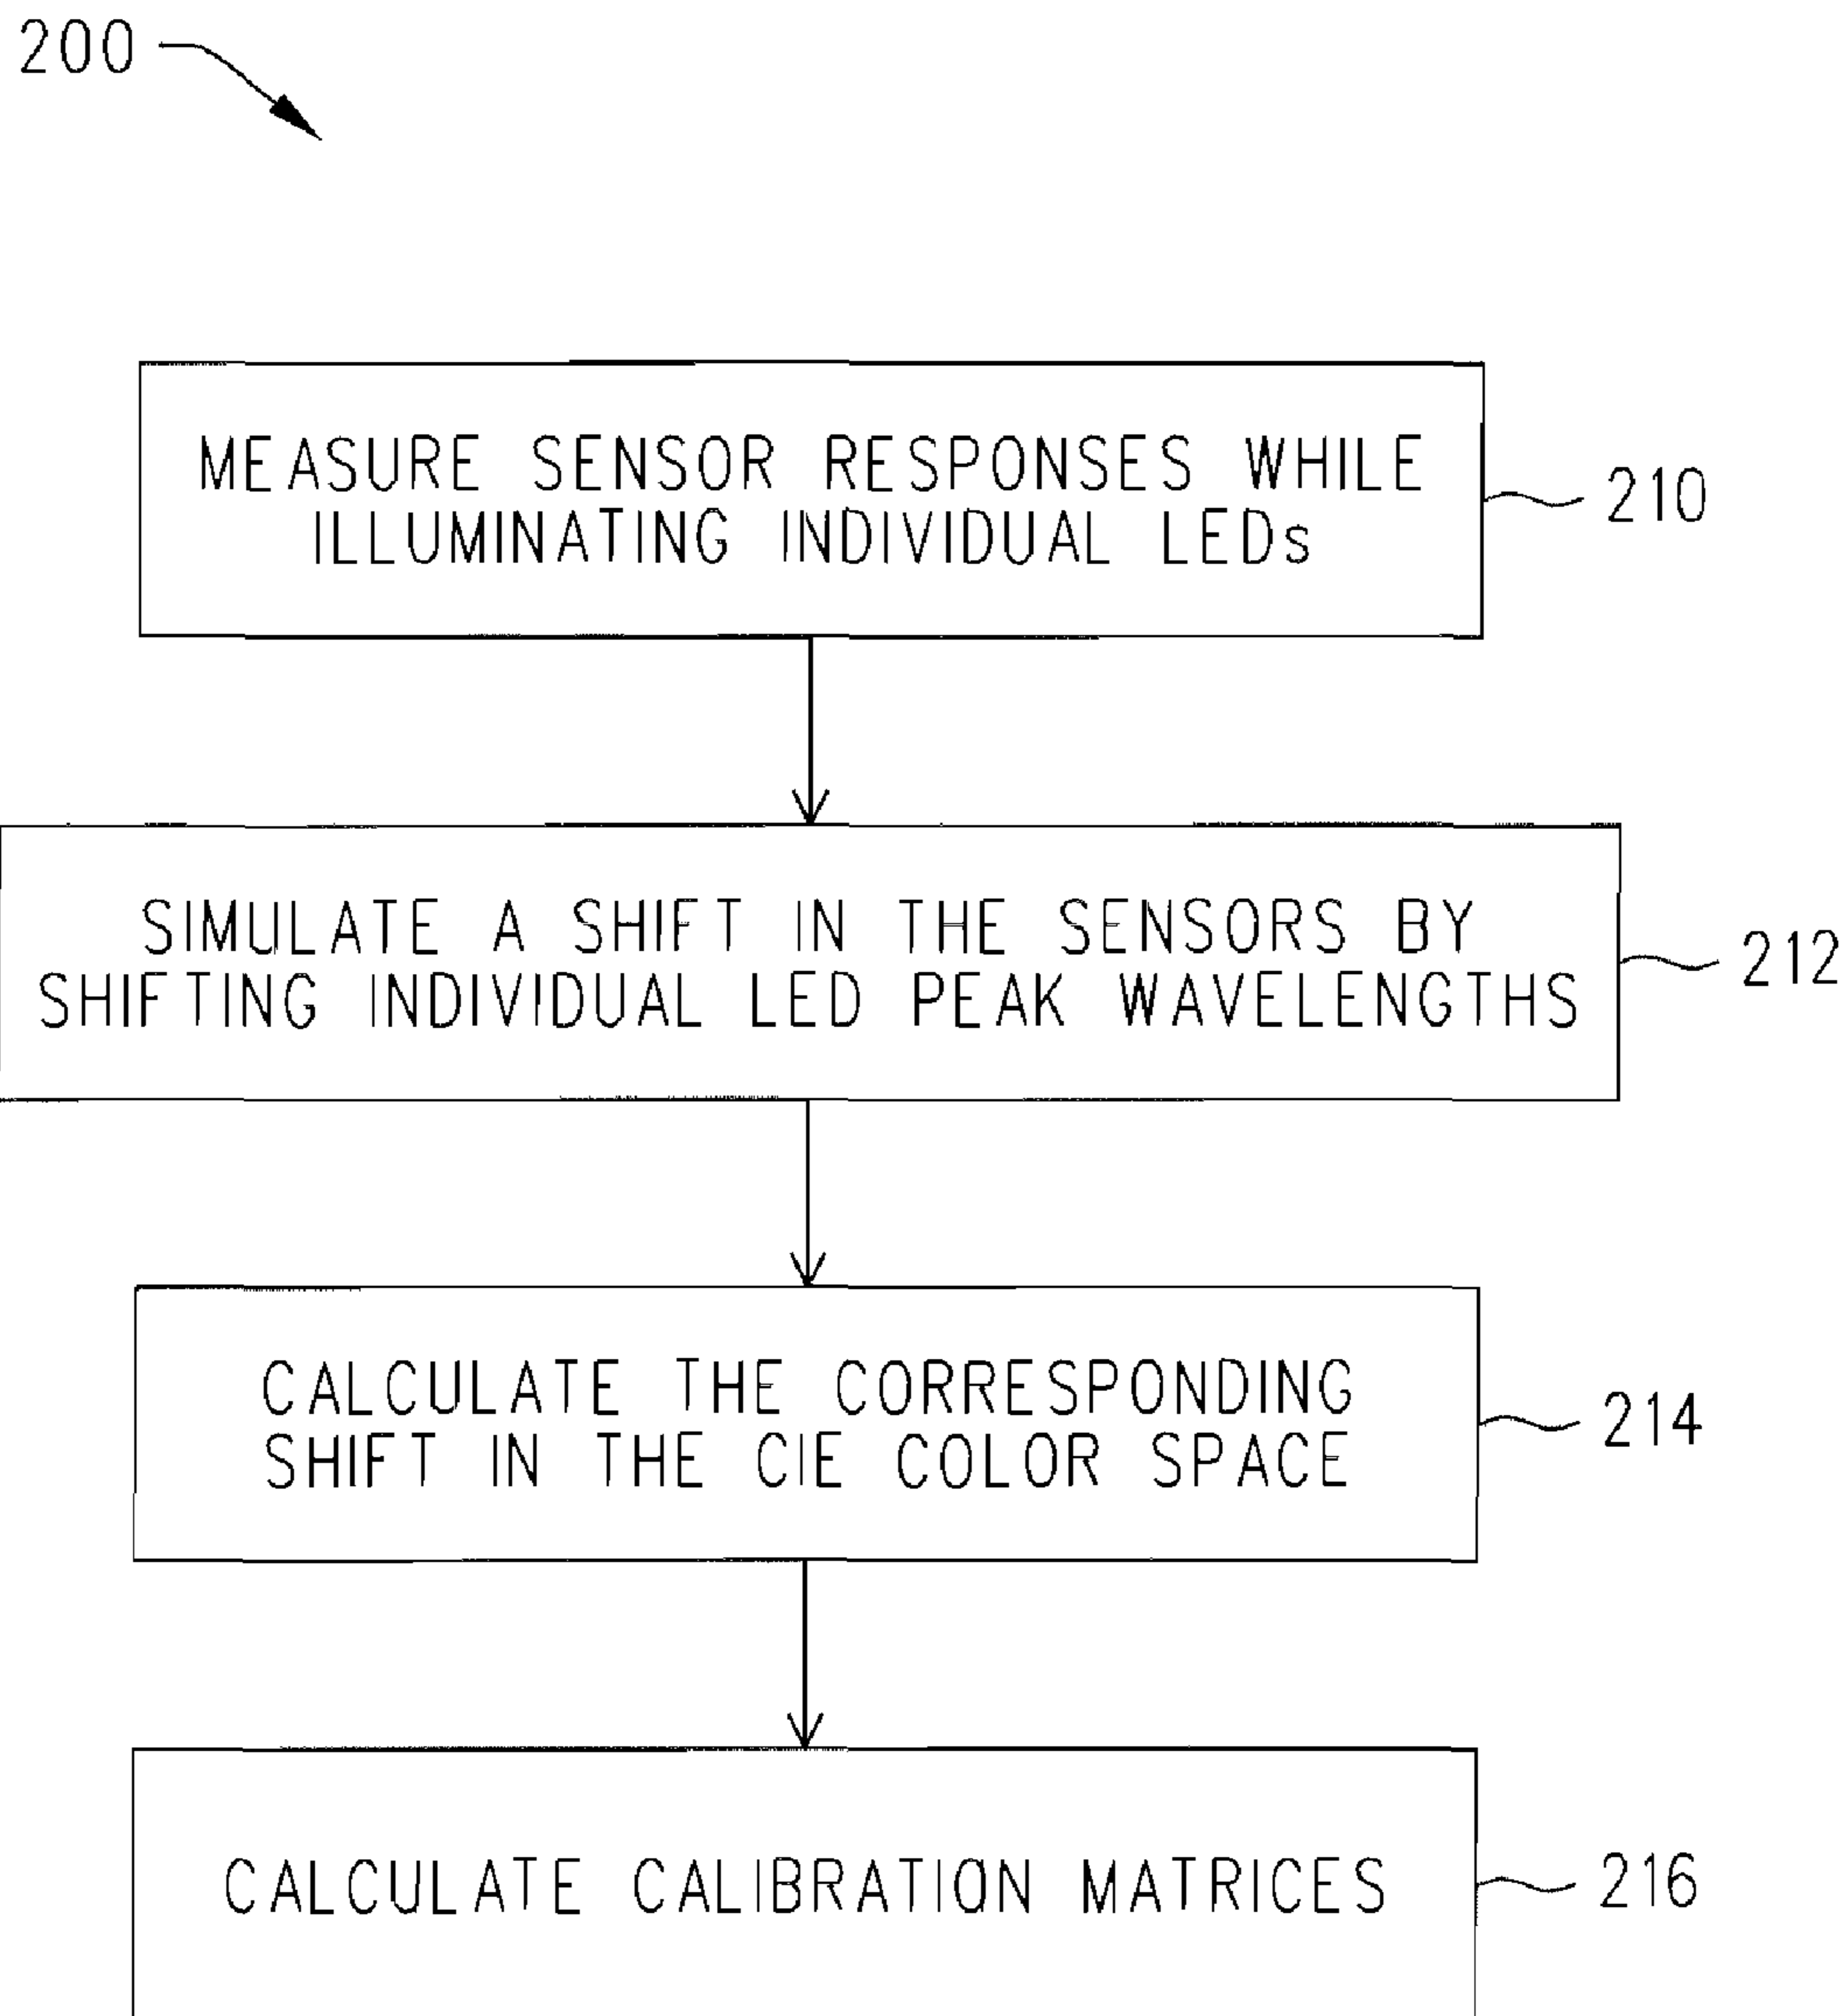 200
MEASURE SENSOR RESPONSES WHILE
ILLUMINATING INDIVIDUAL LEDs
210
SIMULATE A SHIFT IN THE SENSORS BY
SHIFTING INDIVIDUAL LED PEAK WAVELENGTHS
212
CALCULATE THE CORRESPONDING
SHIFT IN THE CIE COLOR SPACE
214
CALCULATE CALIBRATION MATRICES
216